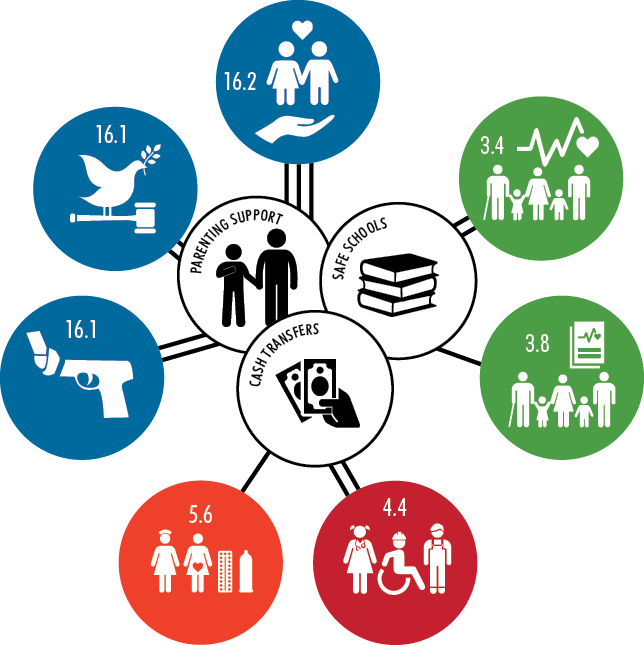 16.2
16.1
3.4
PARENTING SUPPORT
SAFE SCHOOLS
16.1
3.8
CASH TRANSFERS
5.6
4.4